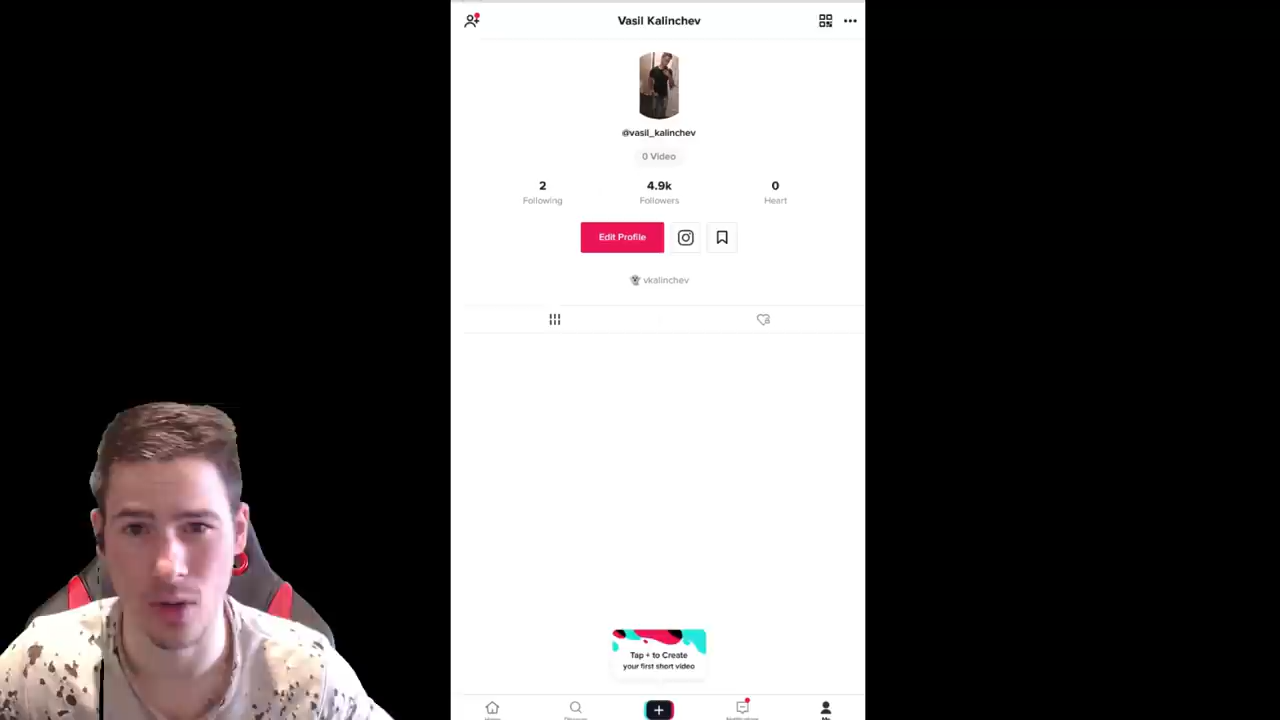 Vasil Kalinchev
@vasil_kalinchev
0 Video
2
4.9k
0
Following
Followers
Heart
Edit Profile
vkalinchev
Tap + to Create
your first short video
Me